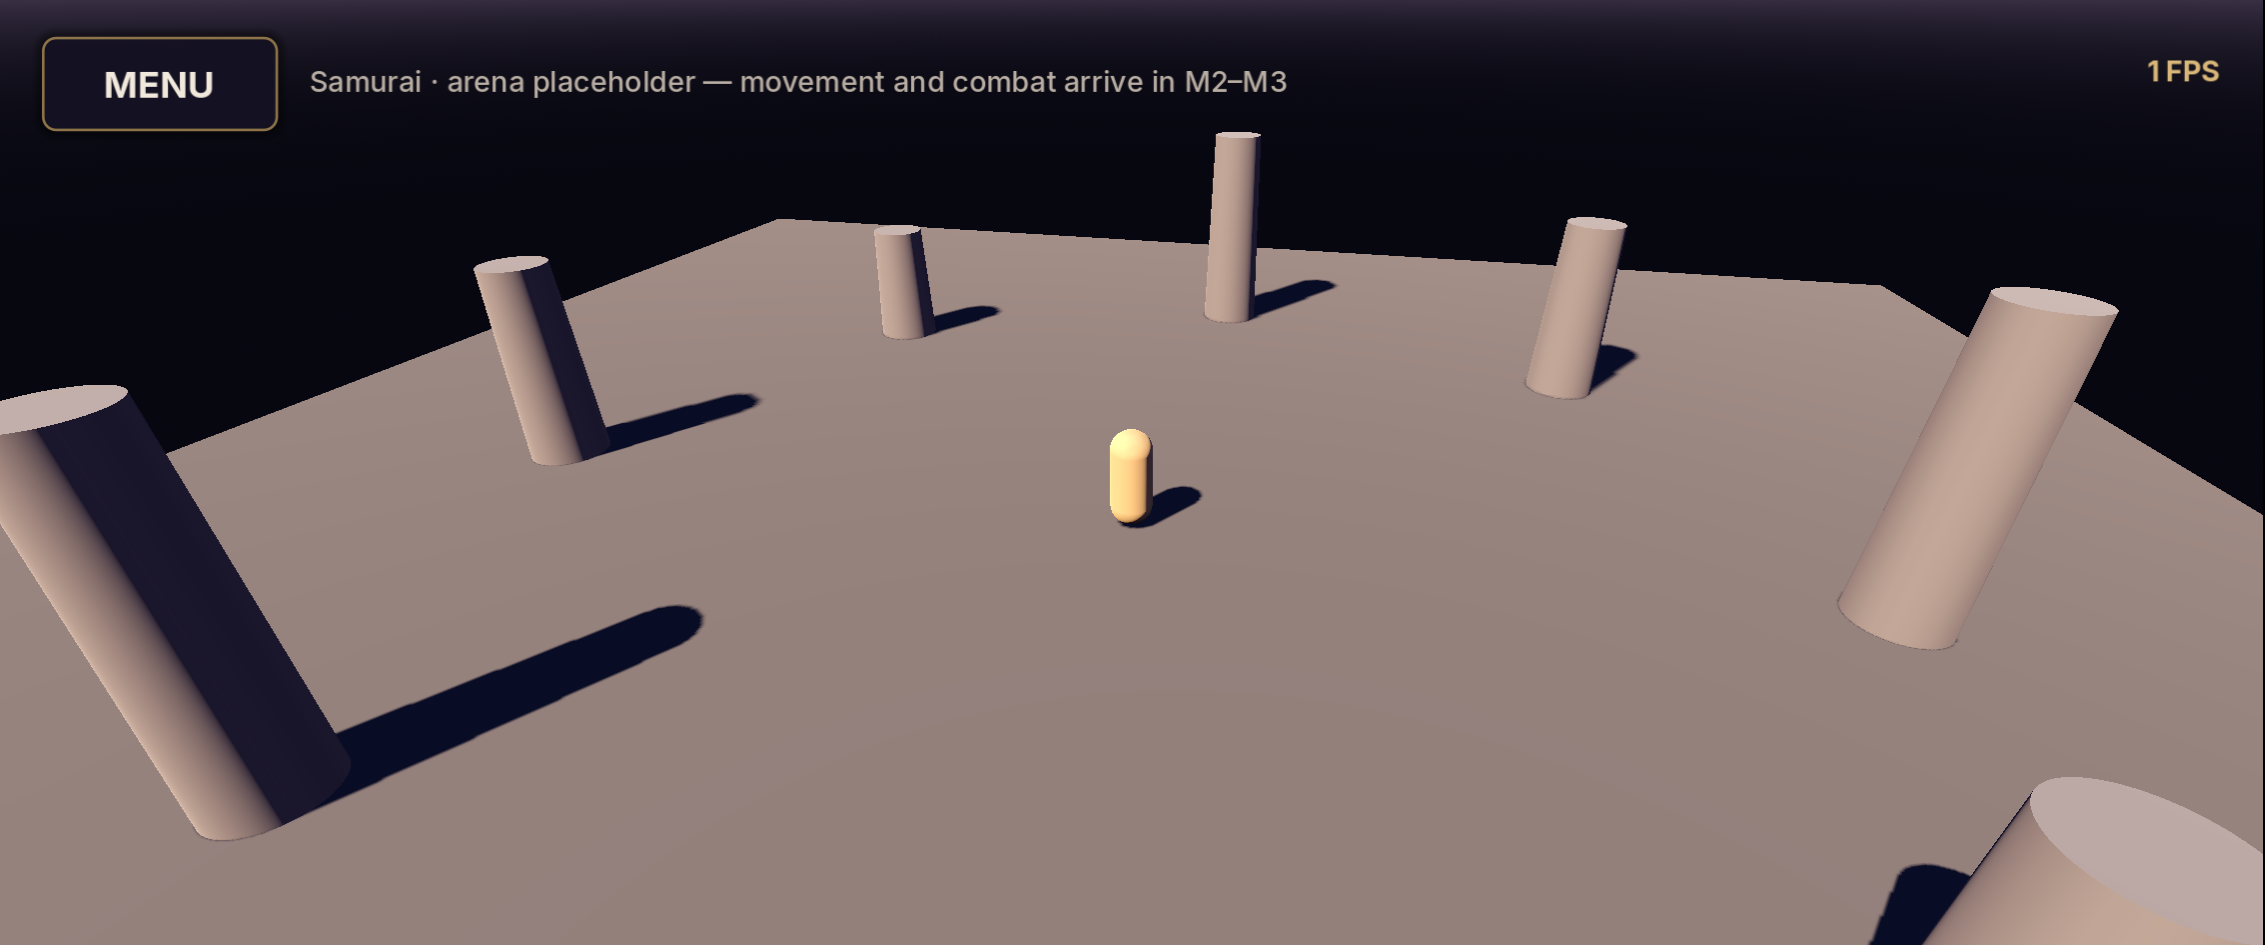 MENU
Samurai · arena placeholder — movement and combat arrive in M2–M3
1 FPS